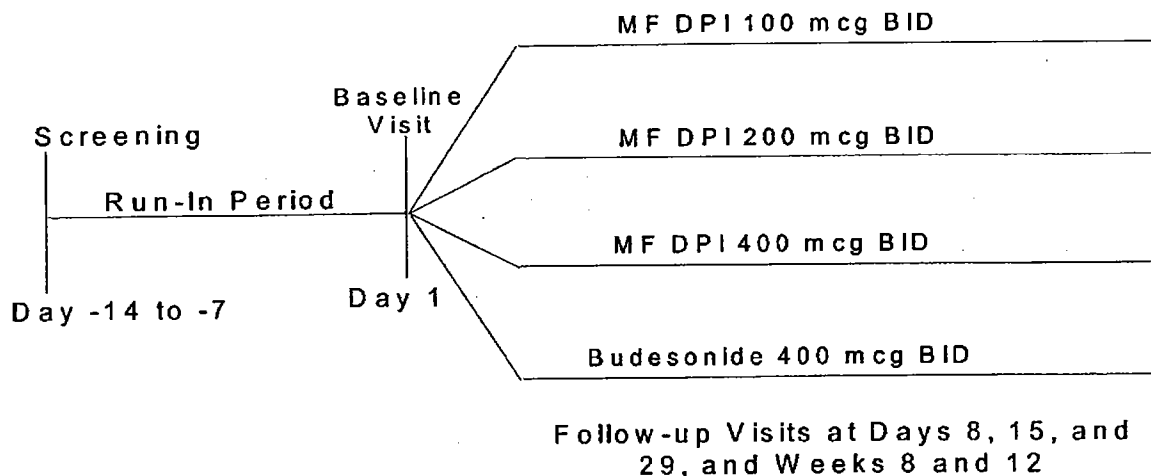 MF DPI 100 mcg BID
Baseline
Visit
Screening
MF DPI 200 mcg BID
Run-In Period
MF DPI 400 mcg BID
Day 1
Day -14 to -7
Budesonide 400 mcg BID
Follow-up Visits at Days 8, 15, and
29, and Weeks 8 and 12